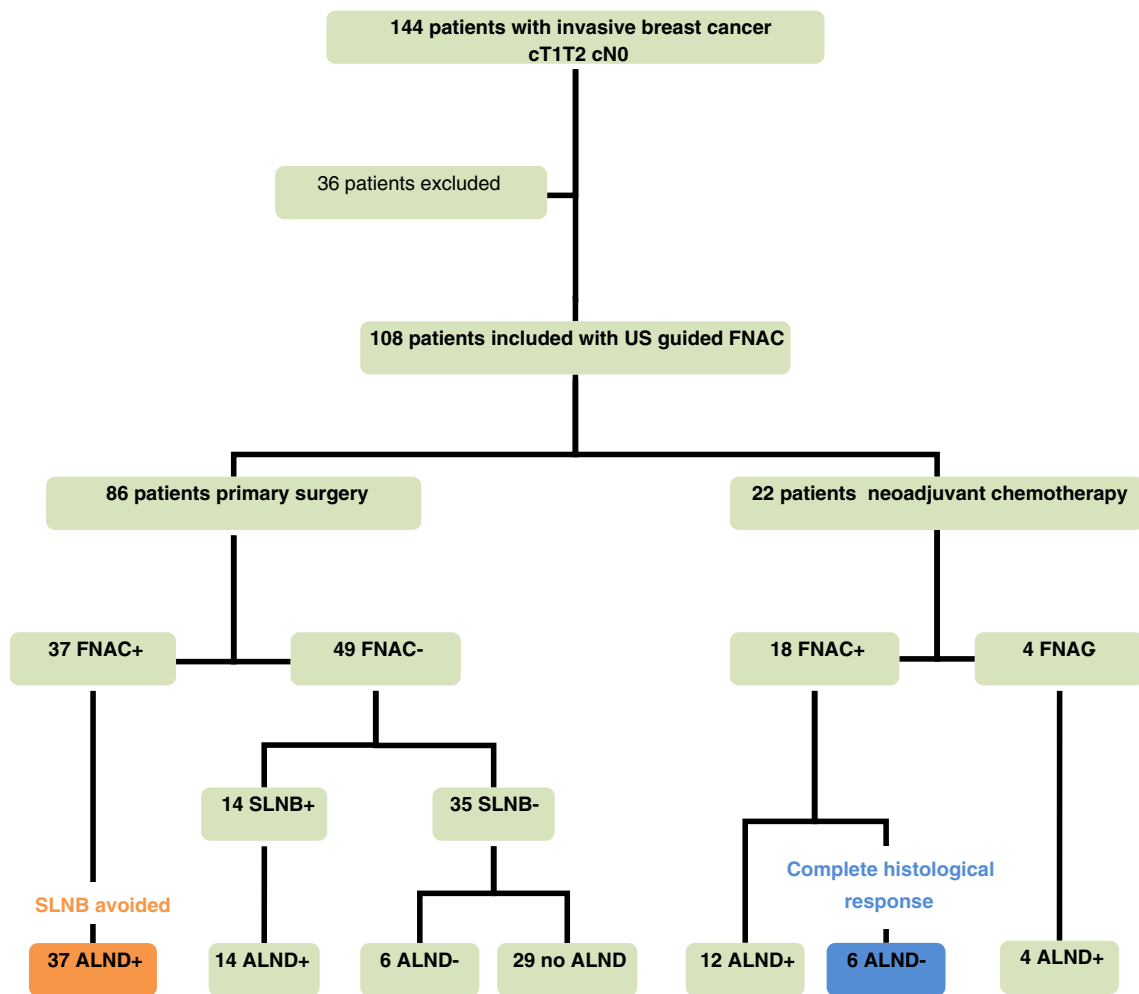 144 patients with invasive breast cancer
cT1T2 cN0
36 patients excluded
108 patients included with US guided FNAC
86 patients primary surgery
22 patients neoadjuvant chemotherapy
37 FNAC+
49 FNAC-
18 FNAC+
4 FNAG
14 SLNB+
35 SLNB-
SLNB avoided
Complete histological
response
37 ALND+
14 ALND+
6 ALND-
29 no ALND
12 ALND+
6 ALND-
4 ALND+